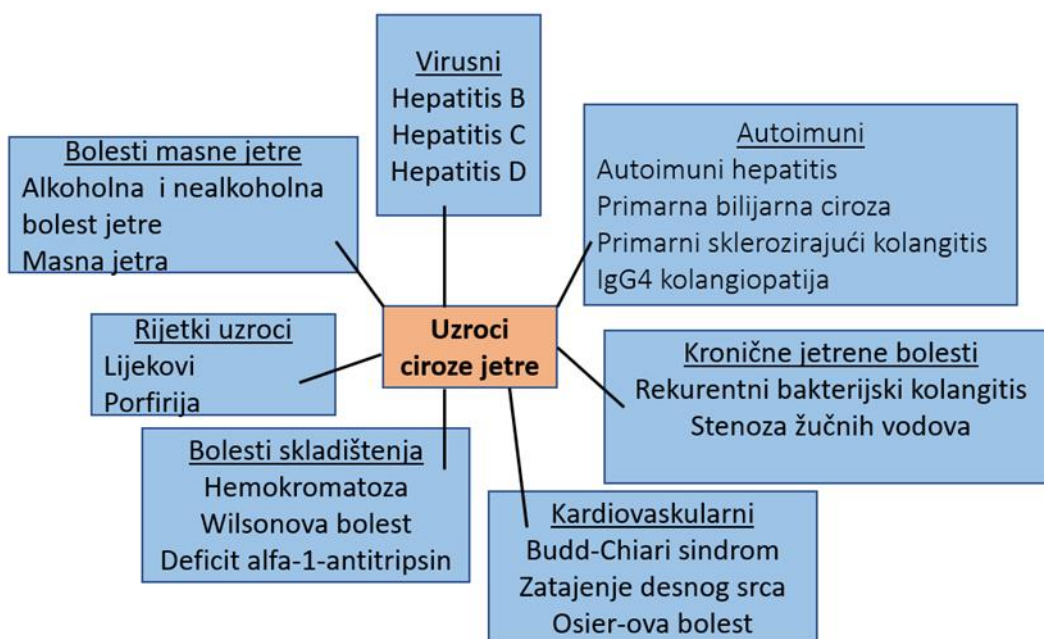 Virusni
Hepatitis B
Hepatitis C
Hepatitis D
Bolesti masne jetre
Alkoholna i nealkoholna
bolest jetre
Masna jetra
Autoimuni
Autoimuni hepatitis
Primarna bilijarna ciroza
Primarni sklerozirajući kolangitis
IgG4 kolangiopatija
Uzroci
ciroze jetre
Rijetki uzroci
Lijekovi
Porfirija
Kronične jetrene bolesti
Rekurentni bakterijski kolangitis
Stenoza žučnih vodova
Bolesti skladištenja
Hemokromatoza
Wilsonova bolest
Deficit alfa-1-antitripsin
Kardiovaskularni
Budd-Chiari sindrom
Zatajenje desnog srca
Osier-ova bolest